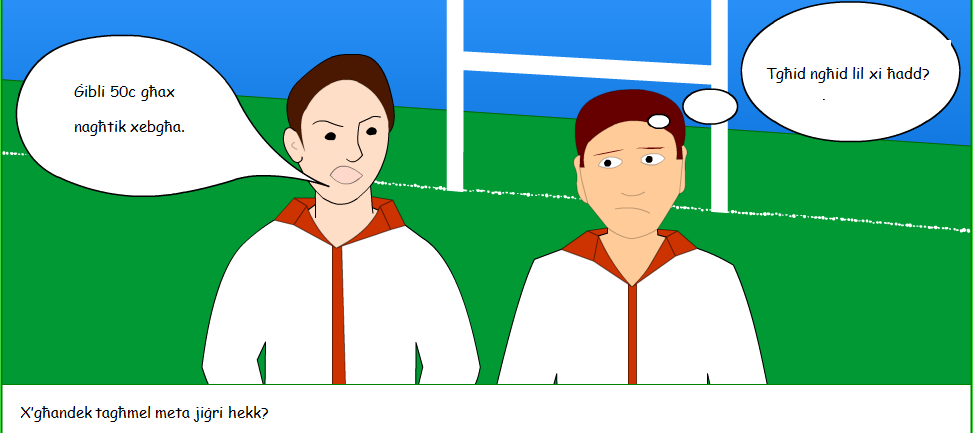 Ġibli 50c għax
nagħtik xebgħa.
Tgħid ngħid lil xi ħadd?
.
X'għandek tagħmel meta jiġri hekk?